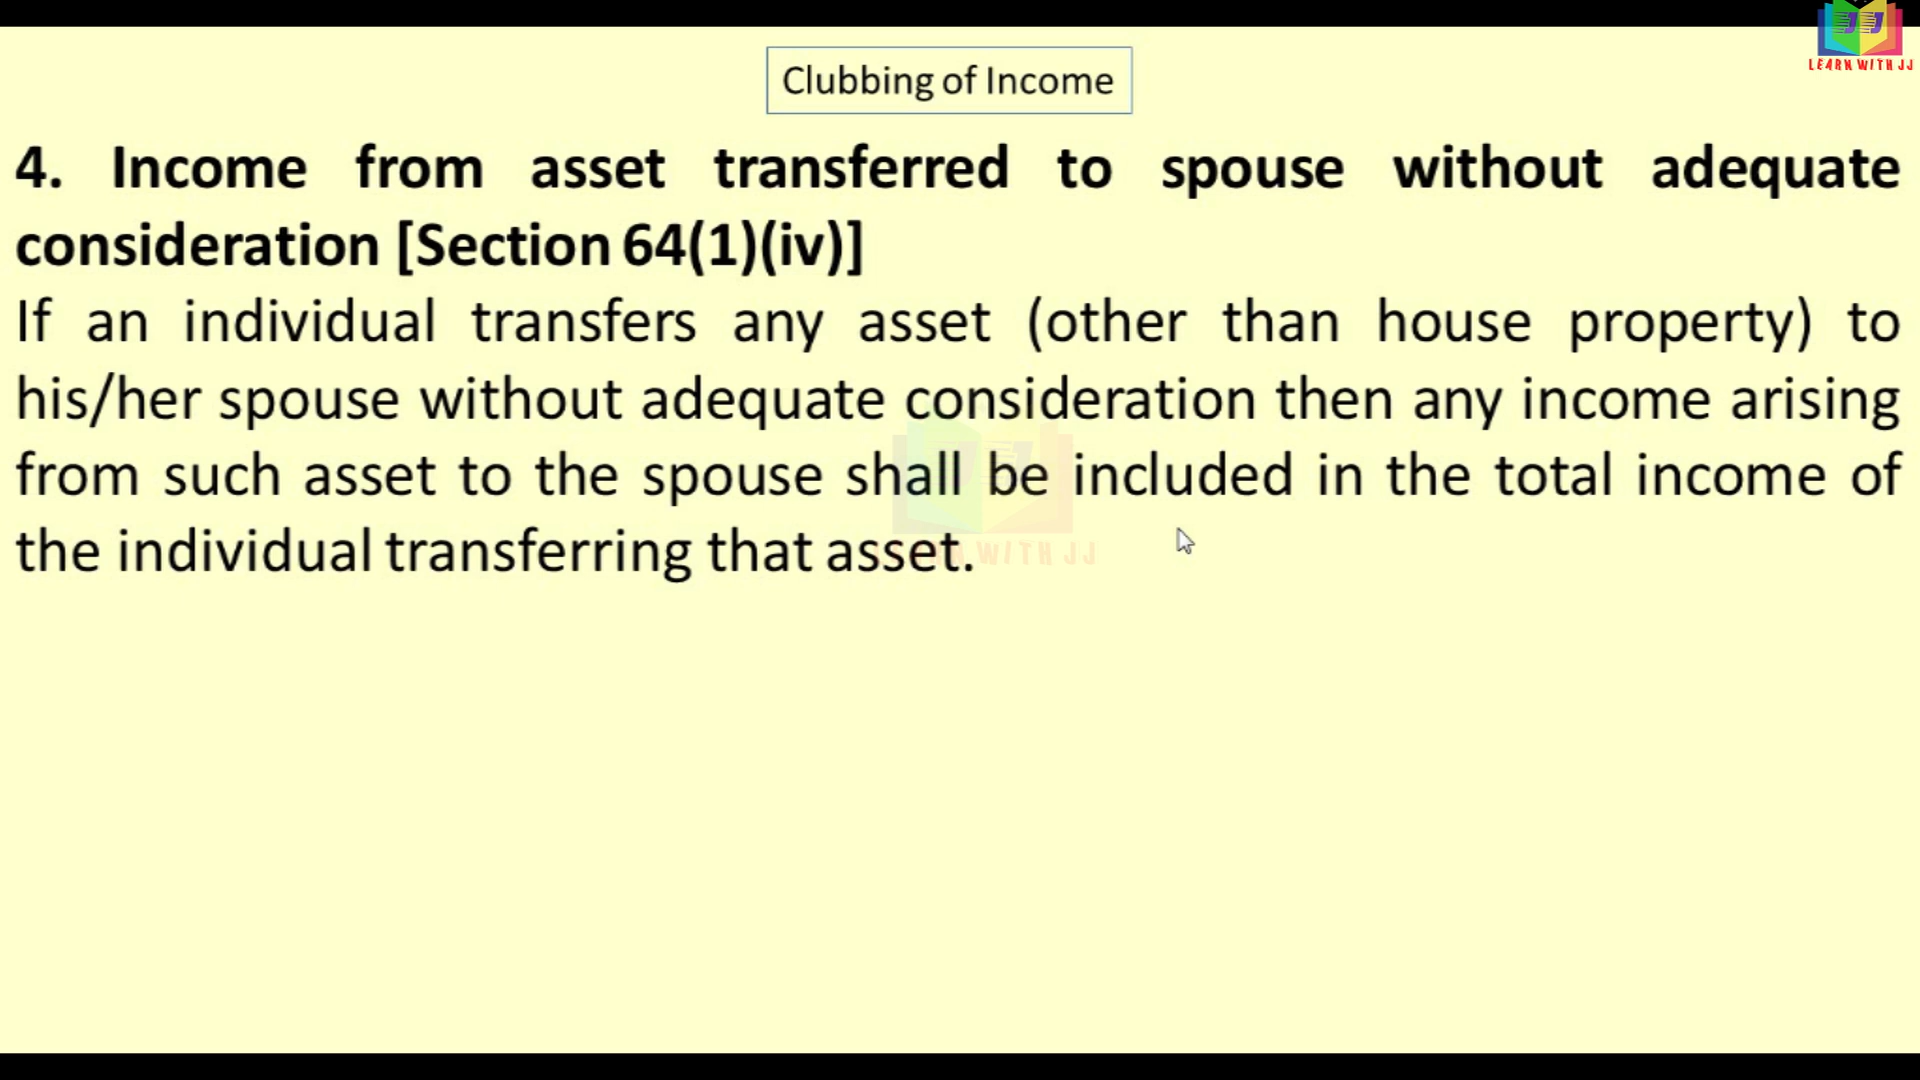 LEARN WITH JJ
Clubbing of Income
4. Income from asset transferred to spouse without adequate
consideration [Section 64(1)(iv)]
If an individual transfers any asset (other than house property) to
his/her spouse without adequate consideration then any income arising
from such asset to the spouse shall be included in the total income of
the individual transferring that asset.
LEARN WITH JJ